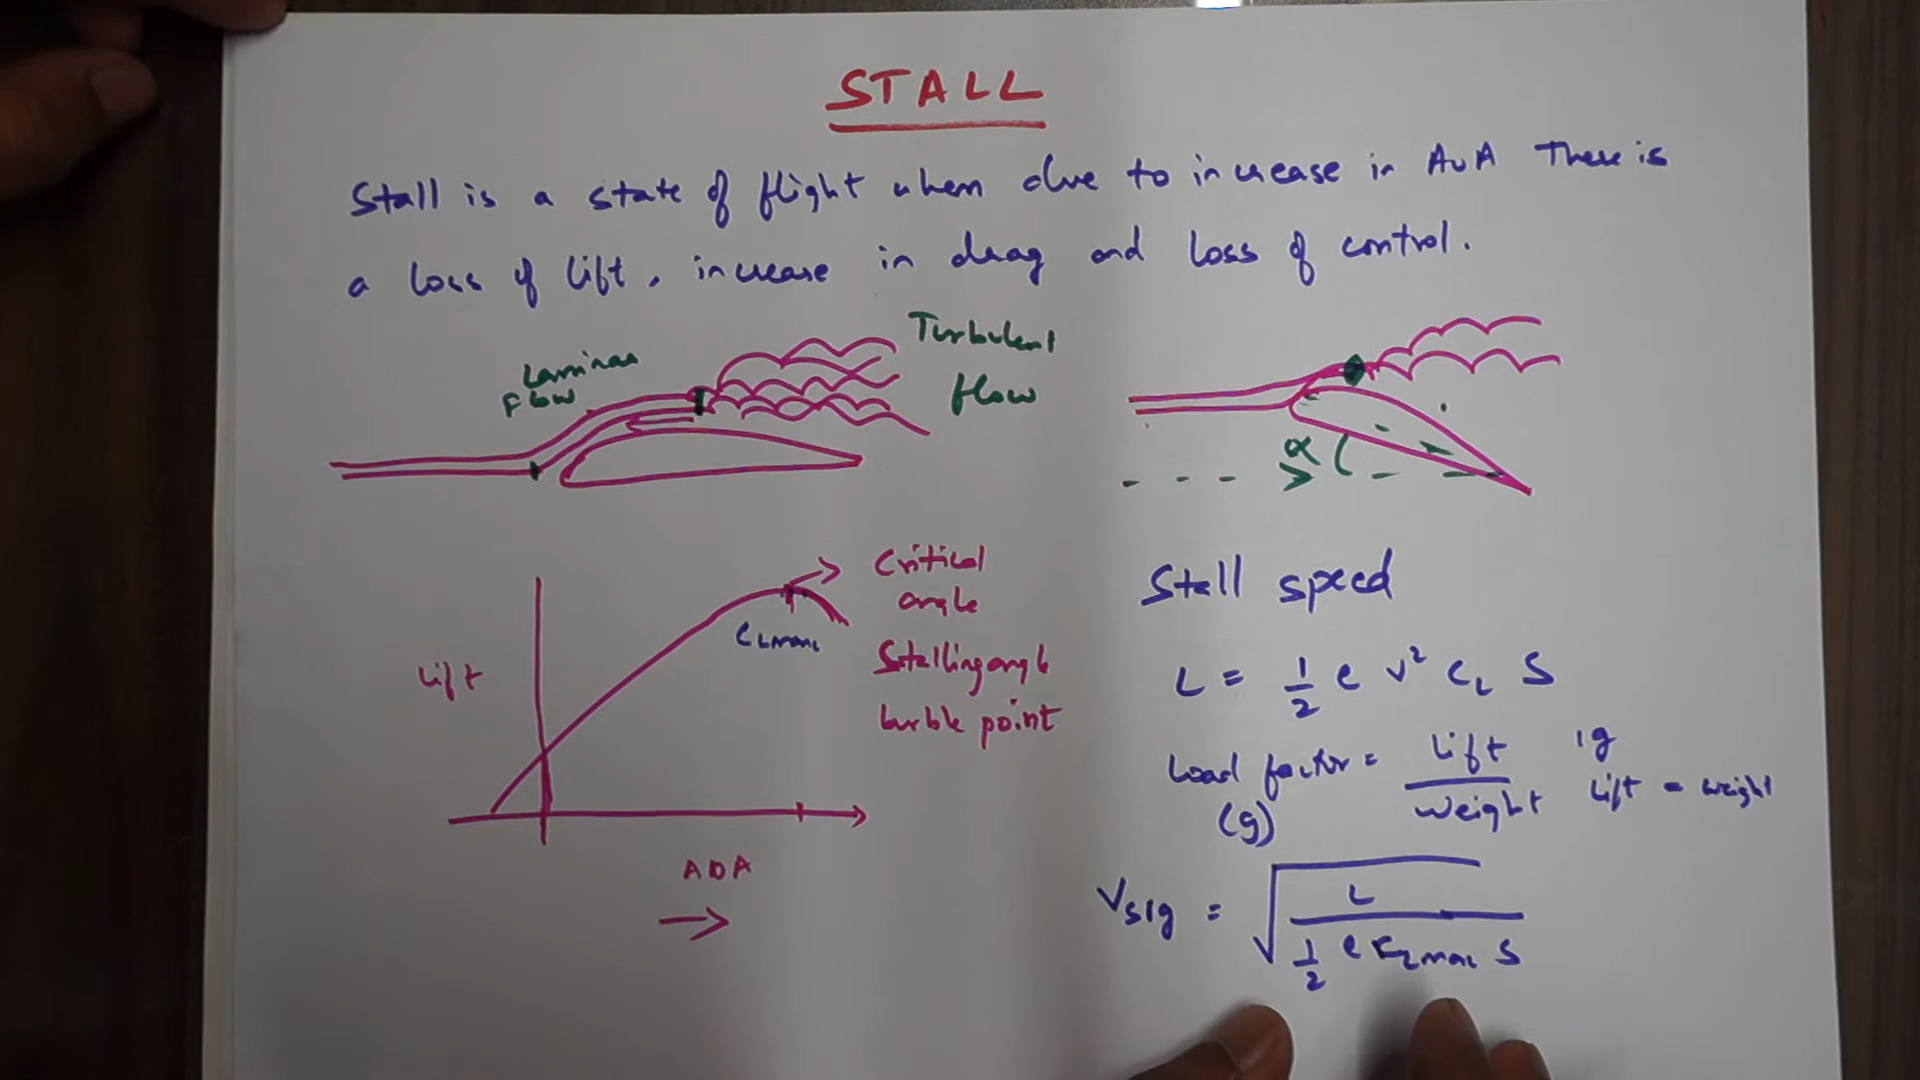 STALL
Stall is a state of flight when due to increase in AoA There is
a loss of lift, increase in drag and loss of control.
Laminar
Flow
Turbulent
flow
α
Lift
CLmax
Critical
angle
Stalling angle
burble point
AOA
Stall speed
L = 1/2 ρ V² CL S
Load factor = Lift / Weight 1g
(g) Lift = weight
Vs1g = √(L / (1/2 ρ CLmax S))